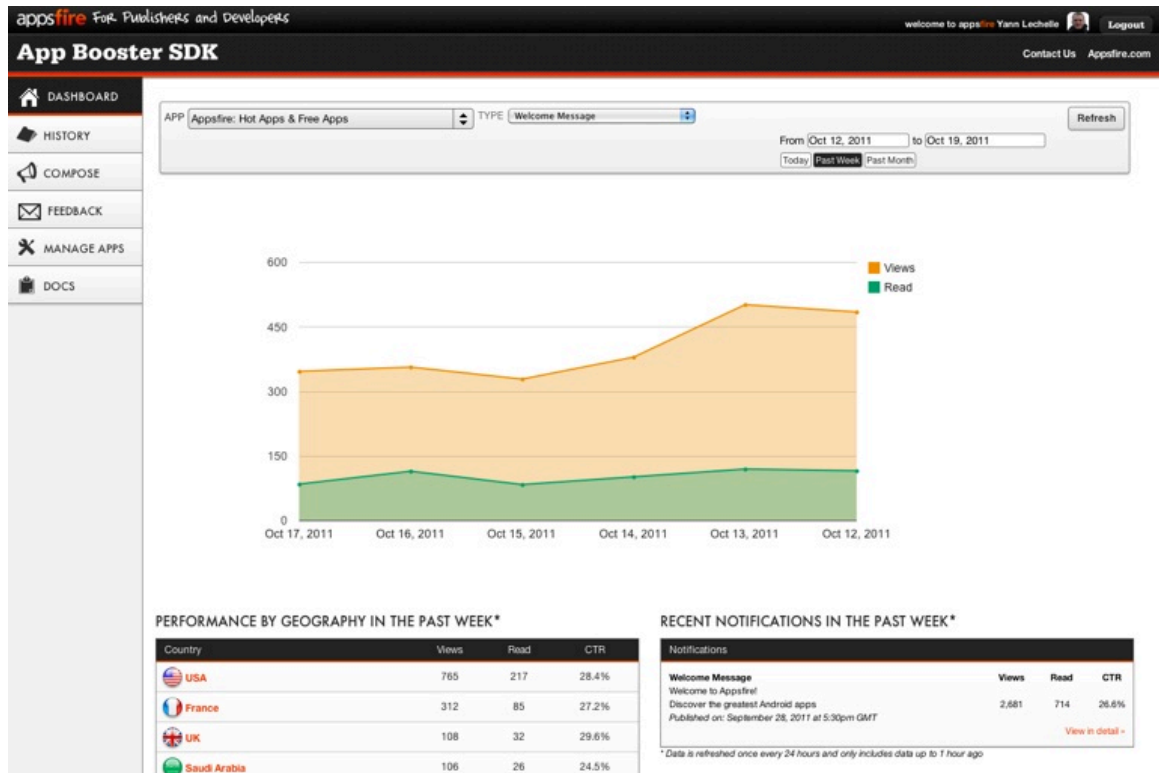 appsfire FoR Publishers and Developers
welcome to appsfire Yann Lechelle
Logout
App Booster SDK
Contact Us
Appsfire.com
DASHBOARD
HISTORY
COMPOSE
FEEDBACK
MANAGE APPS
DOCS
APP Appsfire: Hot Apps & Free Apps
TYPE Welcome Message
Refresh
From Oct 12, 2011 to Oct 19, 2011
Today Past Week Past Month
600
450
300
150
0
Views
Read
Oct 17, 2011
Oct 16, 2011
Oct 15, 2011
Oct 14, 2011
Oct 13, 2011
Oct 12, 2011
PERFORMANCE BY GEOGRAPHY IN THE PAST WEEK*
Country Views Read CTR
USA 765 217 28.4%
France 312 85 27.2%
UK 108 32 29.6%
Saudi Arabia 106 26 24.5%
RECENT NOTIFICATIONS IN THE PAST WEEK*
Notifications
Welcome Message Views Read CTR
Welcome to Appsfire!
Discover the greatest Android apps 2,681 714 26.6%
Published on: September 28, 2011 at 5:30pm GMT
View in detail »
* Data is refreshed once every 24 hours and only includes data up to 1 hour ago